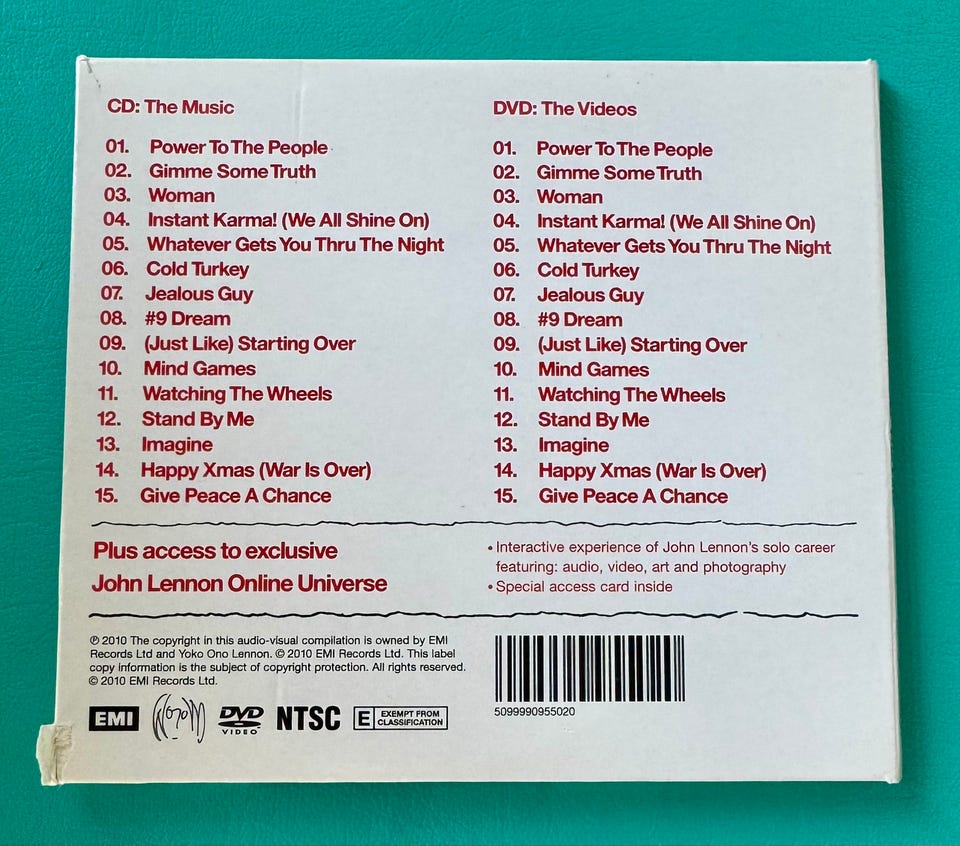 CD: The Music
01. Power To The People
02. Gimme Some Truth
03. Woman
04. Instant Karma! (We All Shine On)
05. Whatever Gets You Thru The Night
06. Cold Turkey
07. Jealous Guy
08. #9 Dream
09. (Just Like) Starting Over
10. Mind Games
11. Watching The Wheels
12. Stand By Me
13. Imagine
14. Happy Xmas (War Is Over)
15. Give Peace A Chance
DVD: The Videos
01. Power To The People
02. Gimme Some Truth
03. Woman
04. Instant Karma! (We All Shine On)
05. Whatever Gets You Thru The Night
06. Cold Turkey
07. Jealous Guy
08. #9 Dream
09. (Just Like) Starting Over
10. Mind Games
11. Watching The Wheels
12. Stand By Me
13. Imagine
14. Happy Xmas (War Is Over)
15. Give Peace A Chance
Plus access to exclusive
John Lennon Online Universe
• Interactive experience of John Lennon's solo career
featuring: audio, video, art and photography
• Special access card inside
℗ 2010 The copyright in this audio-visual compilation is owned by EMI
Records Ltd and Yoko Ono Lennon. © 2010 EMI Records Ltd. This label
copy information is the subject of copyright protection. All rights reserved.
© 2010 EMI Records Ltd.
EMI
DVD
VIDEO
NTSC
E EXEMPT FROM
CLASSIFICATION
5099990955020